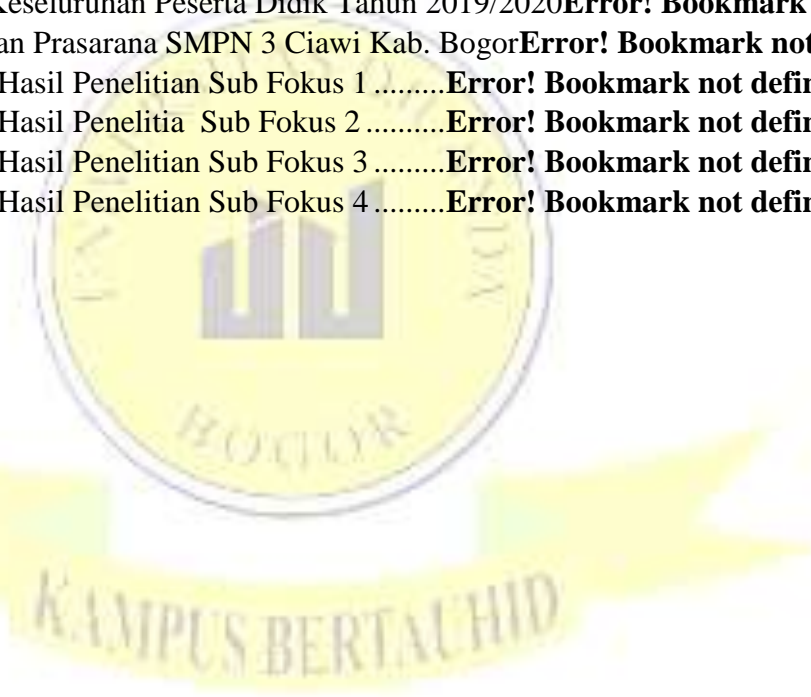 Keseluruhan Peserta Didik Tahun 2019/2020Error! Bookmark
an Prasarana SMPN 3 Ciawi Kab. BogorError! Bookmark not
Hasil Penelitian Sub Fokus 1 .........Error! Bookmark not defin
Hasil Penelitia  Sub Fokus 2 ..........Error! Bookmark not defin
Hasil Penelitian Sub Fokus 3 .........Error! Bookmark not defin
Hasil Penelitian Sub Fokus 4 .........Error! Bookmark not defin
BOGOR
KAMPUS BERTAUHID